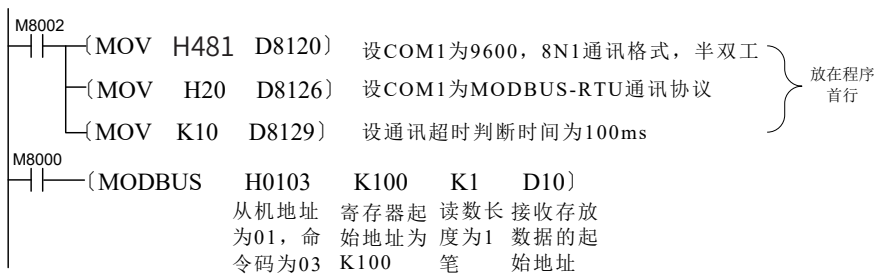 M8002
〔MOV H481 D8120〕 设COM1为9600，8N1通讯格式，半双工
〔MOV H20 D8126〕 设COM1为MODBUS-RTU通讯协议
〔MOV K10 D8129〕 设通讯超时判断时间为100ms
放在程序
首行
M8000
〔MODBUS H0103 K100 K1 D10〕
从机地址 寄存器起 读数长 接收存放
为01，命 始地址为 度为1 数据的起
令码为03 K100 笔 始地址